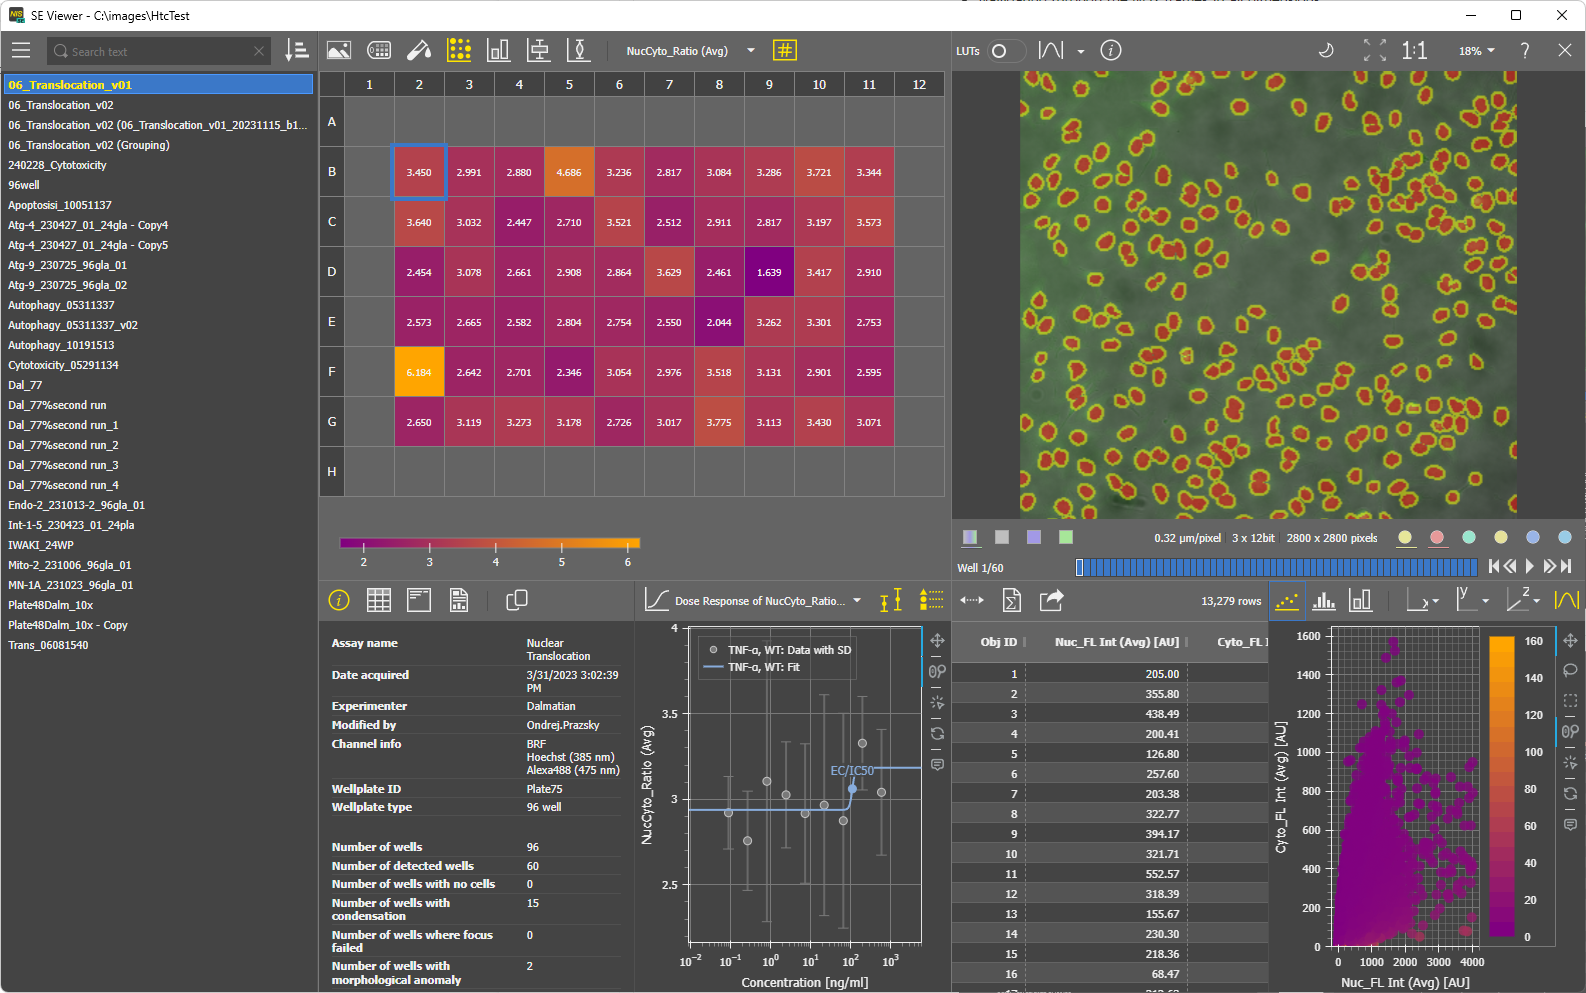 SE Viewer - C:\images\HtcTest
Search text
NucCyto_Ratio (Avg)
#
LUTs
1:1
18%
?
06_Translocation_v01
06_Translocation_v02
06_Translocation_v02 (06_Translocation_v01_20231115_b1...
06_Translocation_v02 (Grouping)
240228_Cytotoxicity
96well
Apoptosisi_10051137
Atg-4_230427_01_24gla - Copy4
Atg-4_230427_01_24gla - Copy5
Atg-9_230725_96gla_01
Atg-9_230725_96gla_02
Autophagy_05311337
Autophagy_05311337_v02
Autophagy_10191513
Cytotoxicity_05291134
Dal_77
Dal_77%second run
Dal_77%second run_1
Dal_77%second run_2
Dal_77%second run_3
Dal_77%second run_4
Endo-2_231013-2_96gla_01
Int-1-5_230423_01_24pla
IWAKI_24WP
Mito-2_231006_96gla_01
MN-1A_231023_96gla_01
Plate48Dalm_10x
Plate48Dalm_10x - Copy
Trans_06081540
1 2 3 4 5 6 7 8 9 10 11 12
A
B 3.450 2.991 2.880 4.686 3.236 2.817 3.084 3.286 3.721 3.344
C 3.640 3.032 2.447 2.710 3.521 2.512 2.911 2.817 3.197 3.573
D 2.454 3.078 2.661 2.908 2.864 3.629 2.461 1.639 3.417 2.910
E 2.573 2.665 2.582 2.804 2.754 2.550 2.044 3.262 3.301 2.753
F 6.184 2.642 2.701 2.346 3.054 2.976 3.518 3.131 2.901 2.595
G 2.650 3.119 3.273 3.178 2.726 3.017 3.775 3.113 3.430 3.071
H
2 3 4 5 6
0.32 µm/pixel 3 x 12bit 2800 x 2800 pixels
Well 1/60
Assay name Nuclear Translocation
Date acquired 3/31/2023 3:02:39 PM
Experimenter Dalmatian
Modified by Ondrej.Prazsky
Channel info BRF
Hoechst (385 nm)
Alexa488 (475 nm)
Wellplate ID Plate75
Wellplate type 96 well
Number of wells 96
Number of detected wells 60
Number of wells with no cells 0
Number of wells with condensation 15
Number of wells where focus failed 0
Number of wells with morphological anomaly 2
Dose Response of NucCyto_Ratio...
TNF-α, WT: Data with SD
TNF-α, WT: Fit
EC/IC50
NucCyto_Ratio (Avg)
4
3.5
3
2.5
10⁻² 10⁻¹ 10⁰ 10¹ 10² 10³
Concentration [ng/ml]
13,279 rows
Obj ID Nuc_FL Int (Avg) [AU] Cyto_FL I
1 205.00
2 355.80
3 438.49
4 200.41
5 126.80
6 257.60
7 203.38
8 322.77
9 394.17
10 321.71
11 552.57
12 318.39
13 155.67
14 230.30
15 218.36
16 68.47
x y z
Cyto_FL Int (Avg) [AU]
1600
1400
1200
1000
800
600
400
200
0
0 1000 2000 3000 4000
Nuc_FL Int (Avg) [AU]
160
140
120
100
80
60
40
20
0